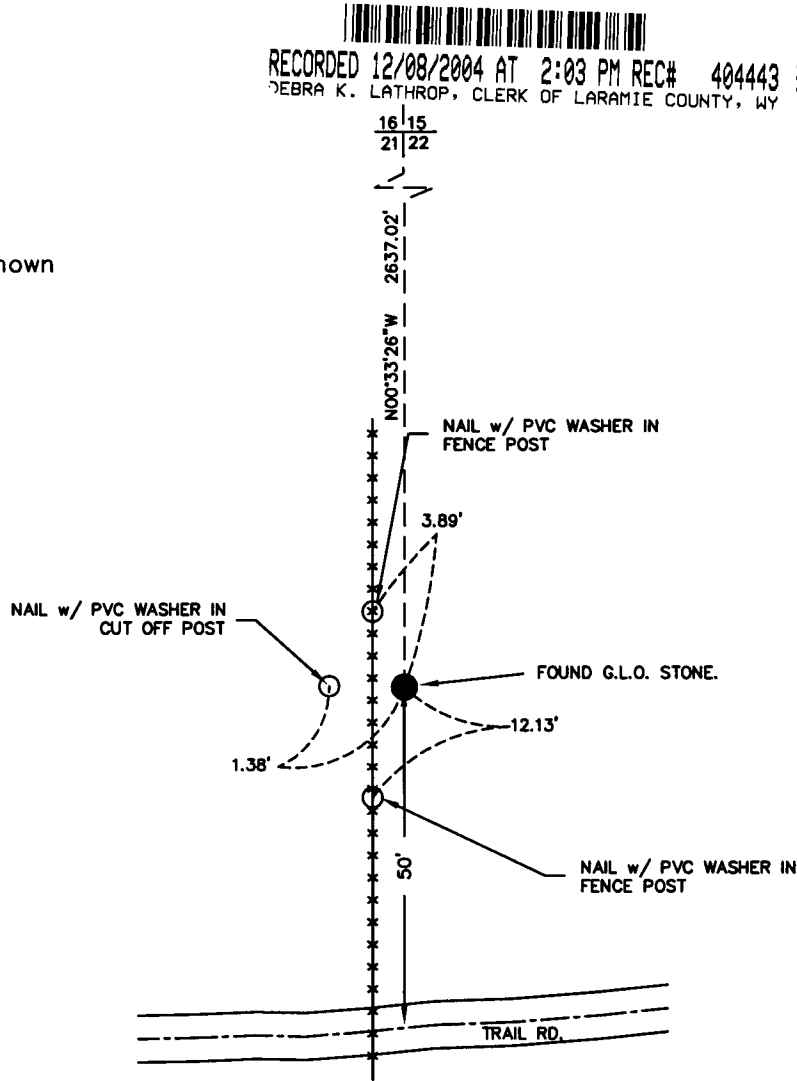 RECORDED 12/08/2004 AT 2:03 PM REC# 404443
DEBRA K. LATHROP, CLERK OF LARAMIE COUNTY, WY
16 15
21 22
2637.02'
N00°33'26"W
NAIL w/ PVC WASHER IN
FENCE POST
3.89'
NAIL w/ PVC WASHER IN
CUT OFF POST
FOUND G.L.O. STONE.
12.13'
1.38'
50'
NAIL w/ PVC WASHER IN
FENCE POST
TRAIL RD.